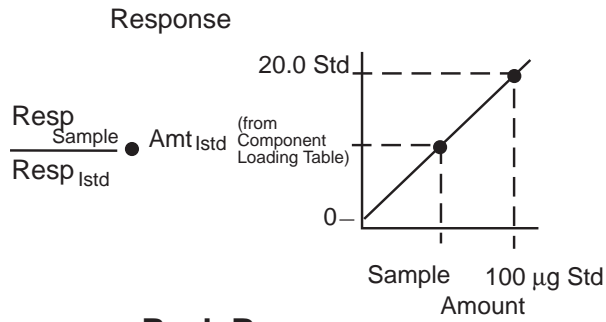 Response
20.0 Std
Resp Sample
Resp Istd
Amt Istd
(from
Component
Loading Table)
0
Sample 100 µg Std
Amount